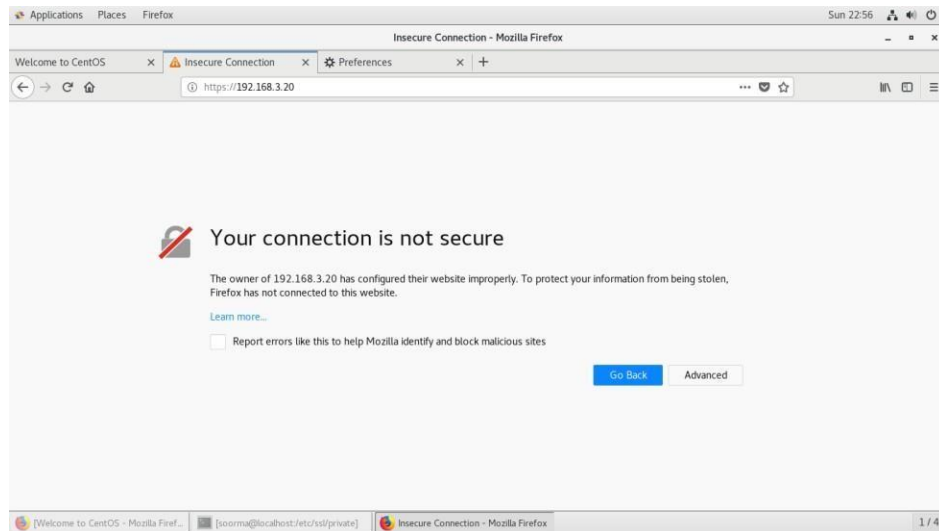 Applications Places Firefox Sun 22:56
Insecure Connection - Mozilla Firefox
Welcome to CentOS Insecure Connection Preferences
https://192.168.3.20
Your connection is not secure
The owner of 192.168.3.20 has configured their website improperly. To protect your information from being stolen,
Firefox has not connected to this website.
Learn more...
Report errors like this to help Mozilla identify and block malicious sites
Go Back Advanced
[Welcome to CentOS - Mozilla Firef... [soorma@localhost:/etc/ssl/private] Insecure Connection - Mozilla Firefox 1 / 4